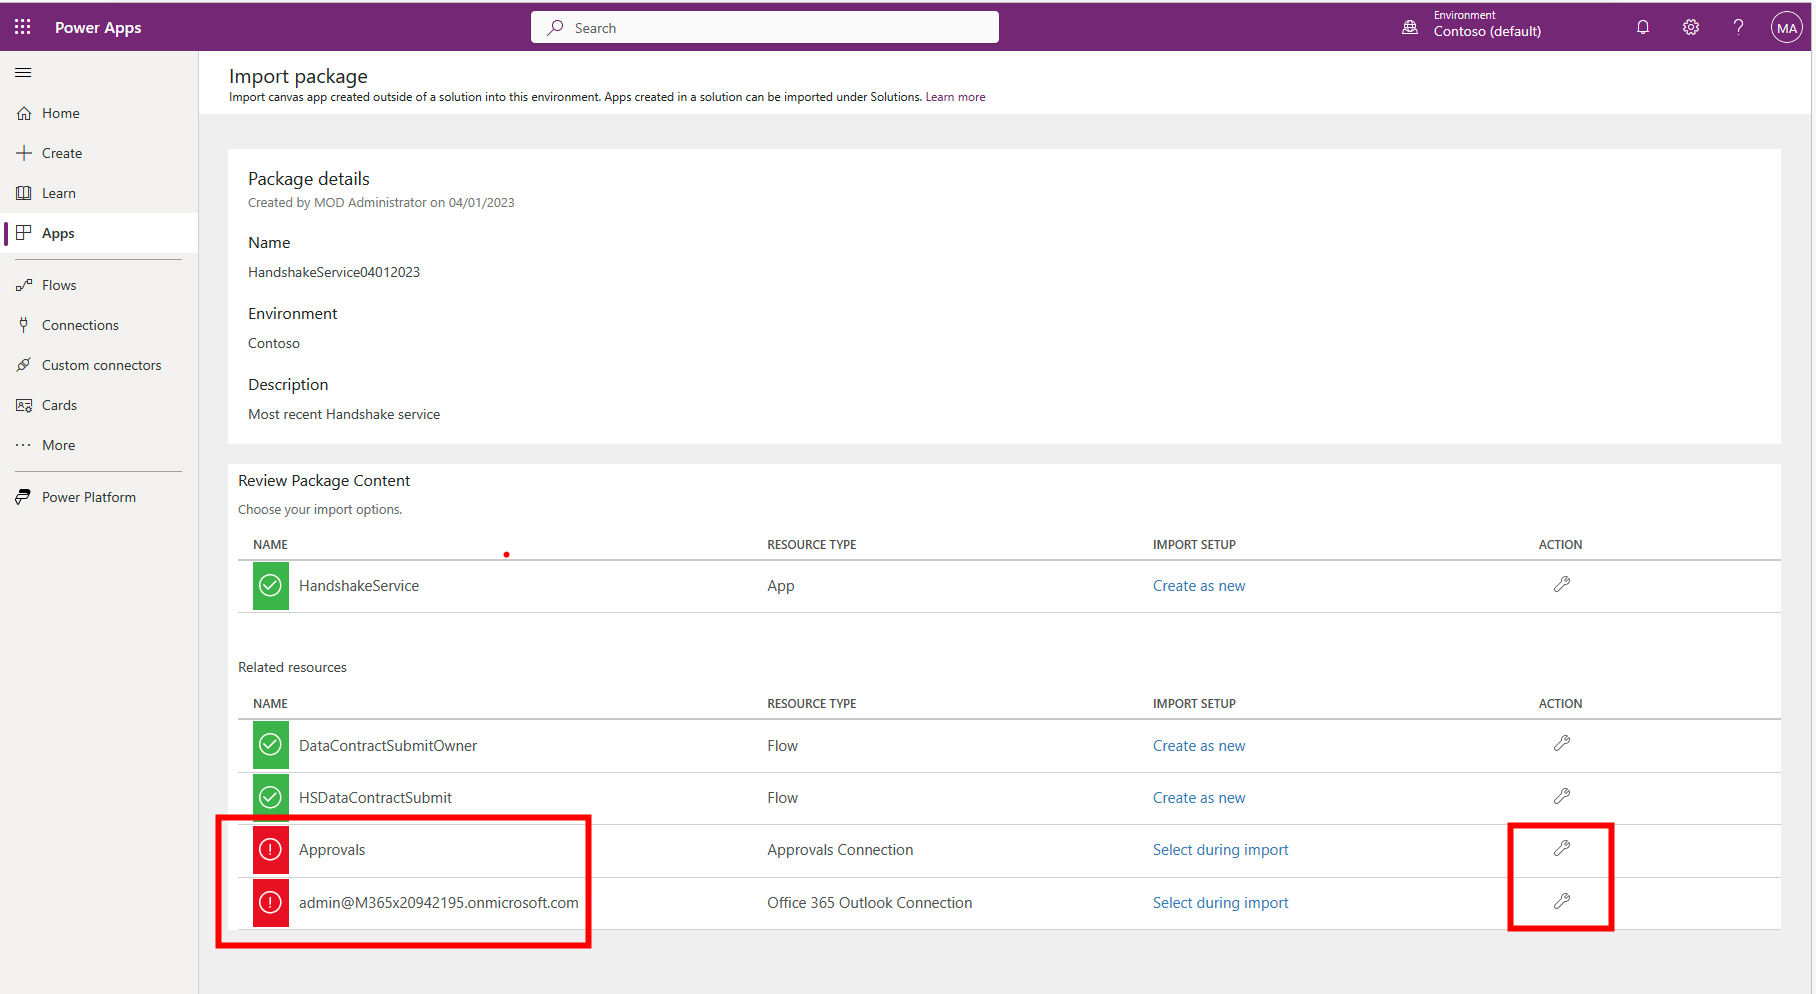 Power Apps
Search
Environment
Contoso (default)
?
MA
Home
Create
Learn
Apps
Flows
Connections
Custom connectors
Cards
More
Power Platform
Import package
Import canvas app created outside of a solution into this environment. Apps created in a solution can be imported under Solutions. Learn more
Package details
Created by MOD Administrator on 04/01/2023
Name
HandshakeService04012023
Environment
Contoso
Description
Most recent Handshake service
Review Package Content
Choose your import options.
NAME RESOURCE TYPE IMPORT SETUP ACTION
HandshakeService App Create as new
Related resources
NAME RESOURCE TYPE IMPORT SETUP ACTION
DataContractSubmitOwner Flow Create as new
HSDataContractSubmit Flow Create as new
Approvals Approvals Connection Select during import
admin@M365x20942195.onmicrosoft.com Office 365 Outlook Connection Select during import